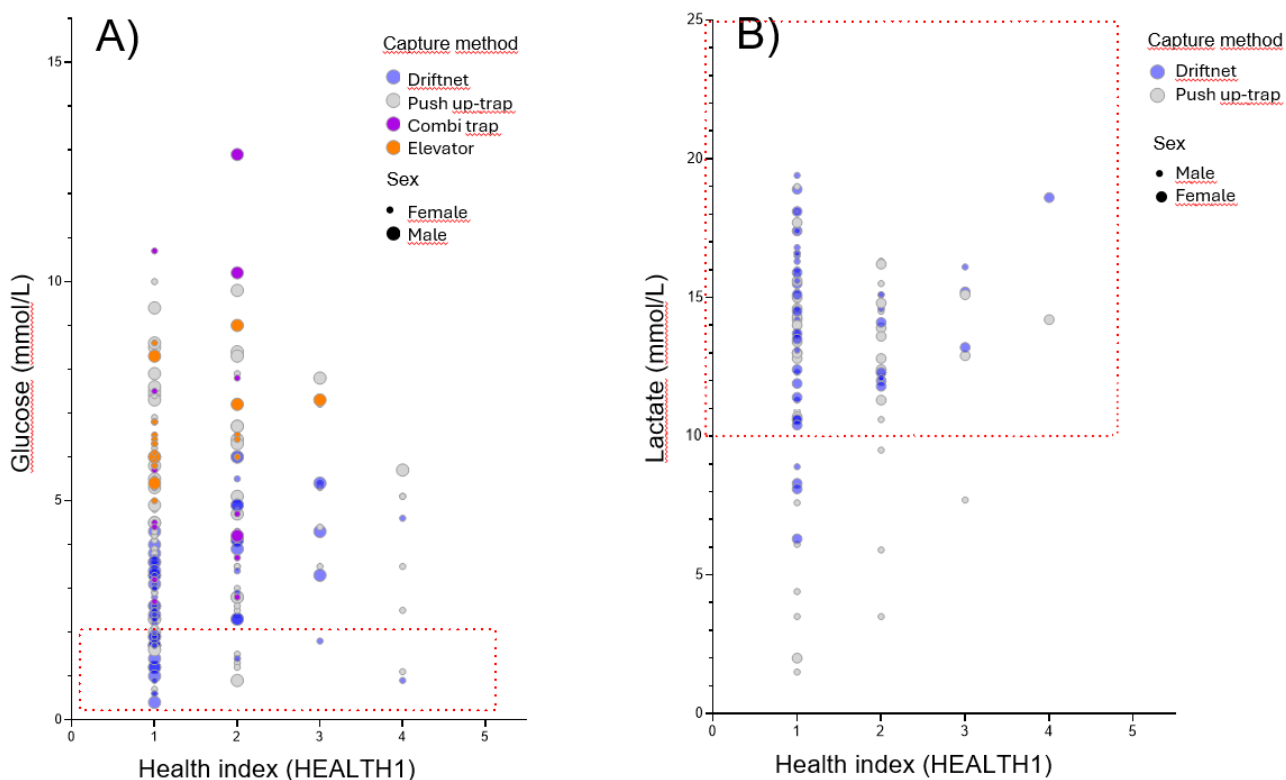 A)
Capture method
Driftnet
Push up-trap
Combi trap
Elevator
Sex
Female
Male
Glucose (mmol/L)
15
10
5
0
0 1 2 3 4 5
Health index (HEALTH1)
B)
Capture method
Driftnet
Push up-trap
Sex
Male
Female
Lactate (mmol/L)
25
20
15
10
5
0
0 1 2 3 4 5
Health index (HEALTH1)